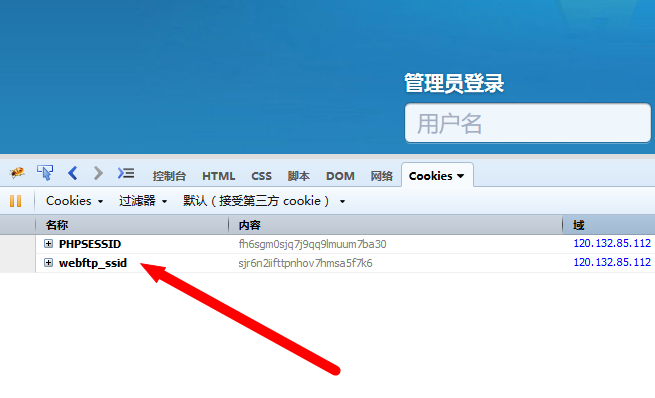 管理员登录
用户名
控制台 HTML CSS 脚本 DOM 网络 Cookies
Cookies 过滤器 默认（接受第三方 cookie）
名称 内容 域
PHPSESSID fh6sgm0sjq7j9qq9lmuum7ba30 120.132.85.112
webftp_ssid sjr6n2iifttpnhov7hmsa5f7k6 120.132.85.112